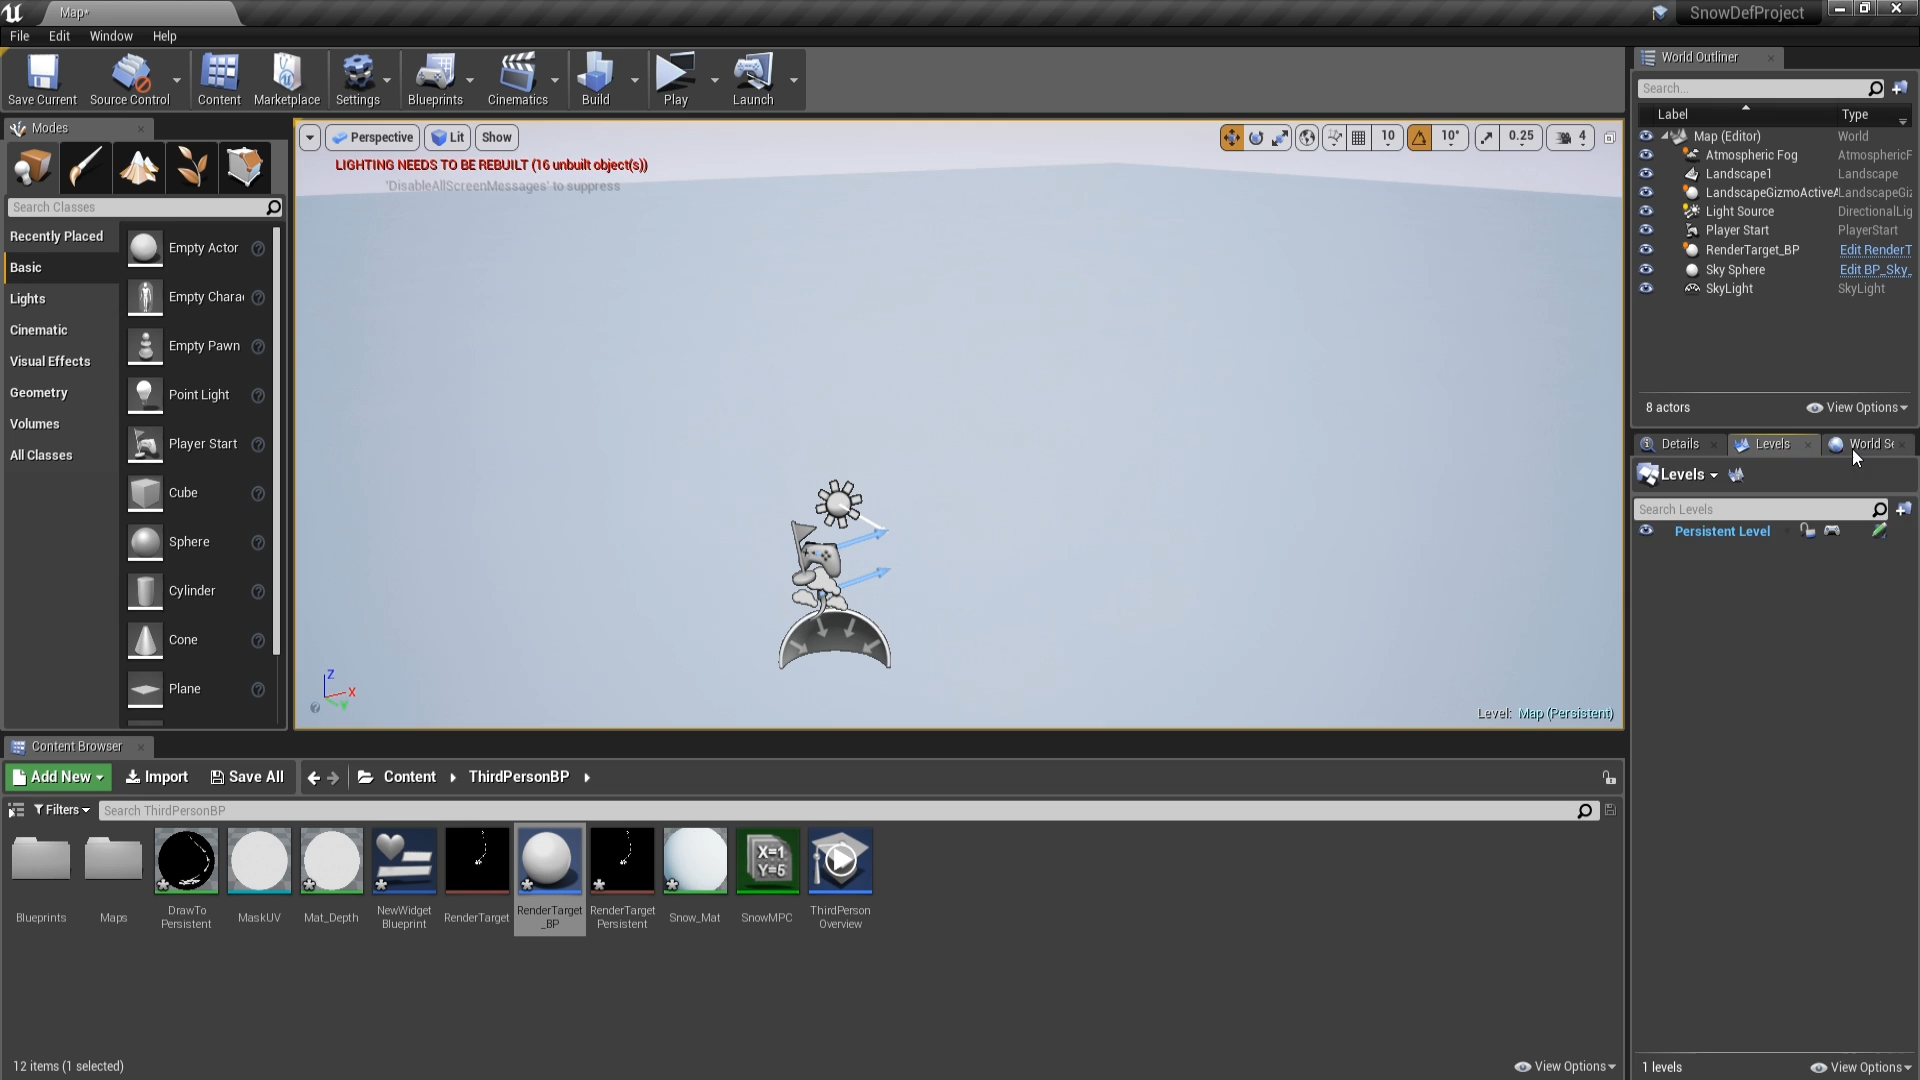 Map*
SnowDefProject
File Edit Window Help
Save Current Source Control Content Marketplace Settings Blueprints Cinematics Build Play Launch
Modes
Search Classes
Recently Placed
Basic
Lights
Cinematic
Visual Effects
Geometry
Volumes
All Classes
Empty Actor
Empty Chara
Empty Pawn
Point Light
Player Start
Cube
Sphere
Cylinder
Cone
Plane
Perspective Lit Show
10 10° 0.25 4
LIGHTING NEEDS TO BE REBUILT (16 unbuilt object(s))
'DisableAllScreenMessages' to suppress
Z
X
Y
Level: Map (Persistent)
World Outliner
Search...
Label Type
Map (Editor) World
Atmospheric Fog AtmosphericF
Landscape1 Landscape
LandscapeGizmoActiveA LandscapeGiz
Light Source DirectionalLig
Player Start PlayerStart
RenderTarget_BP Edit RenderT
Sky Sphere Edit BP_Sky_
SkyLight SkyLight
8 actors View Options
Details Levels World Se
Levels
Search Levels
Persistent Level
1 levels View Options
Content Browser
Add New Import Save All Content ThirdPersonBP
Filters Search ThirdPersonBP
X=1
Y=5
Blueprints
Maps
DrawTo
Persistent
MaskUV
Mat_Depth
NewWidget
Blueprint
RenderTarget
RenderTarget
_BP
RenderTarget
Persistent
Snow_Mat
SnowMPC
ThirdPerson
Overview
12 items (1 selected) View Options